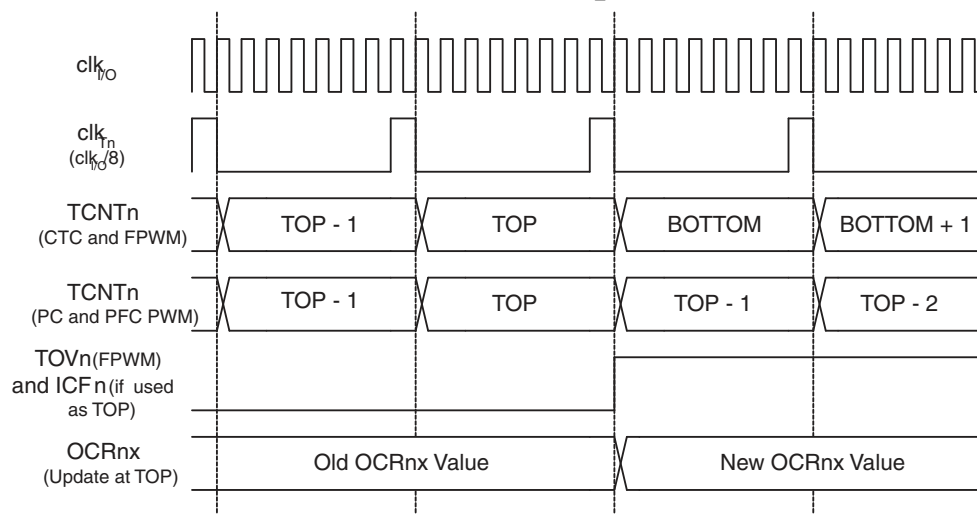 clkI/O
clkTn
(clkI/O/8)
TCNTn
(CTC and FPWM)
TOP - 1
TOP
BOTTOM
BOTTOM + 1
TCNTn
(PC and PFC PWM)
TOP - 1
TOP
TOP - 1
TOP - 2
TOVn(FPWM)
and ICFn(if used
as TOP)
OCRnx
(Update at TOP)
Old OCRnx Value
New OCRnx Value